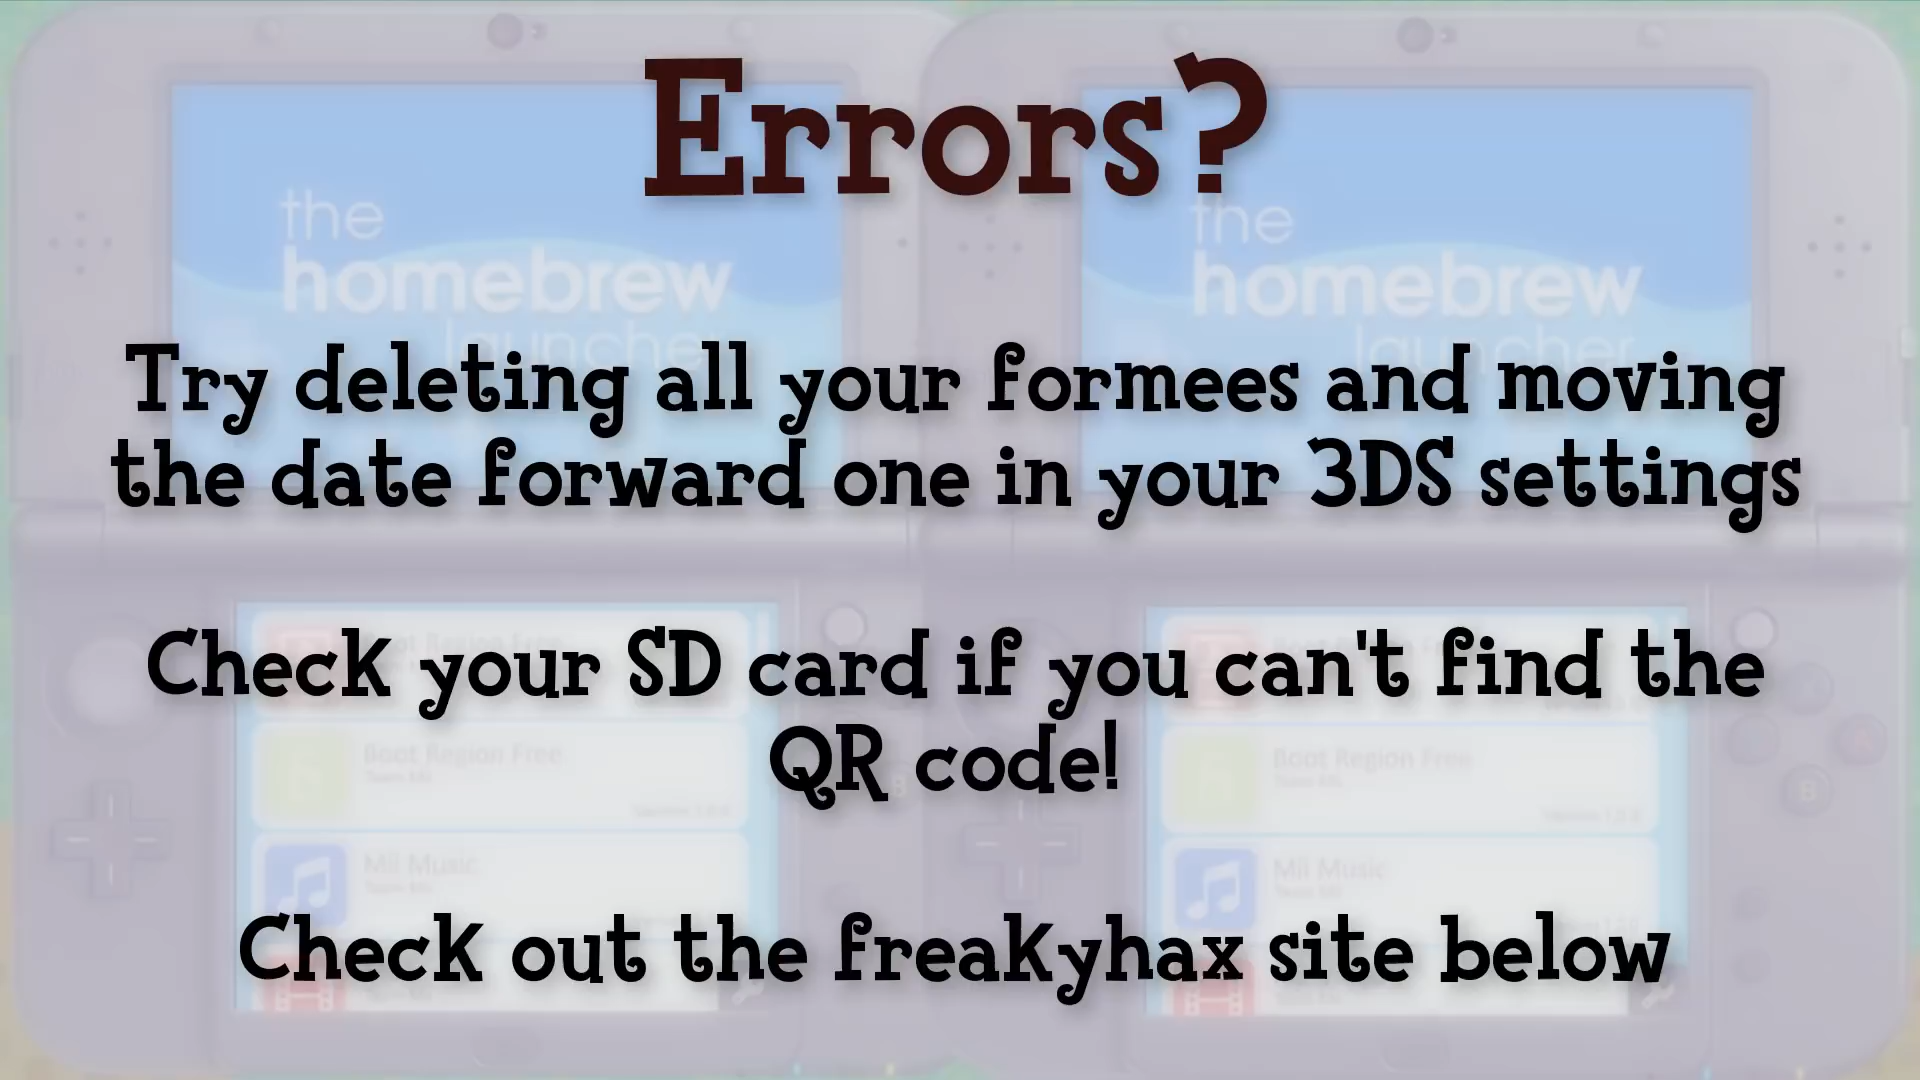 Errors?
the
homebrew
launcher
the
homebrew
launcher
Try deleting all your formees and moving
the date forward one in your 3DS settings
Check your SD card if you can't find the
QR code!
Boot Region Free
Boot Region Free
Mii Music
Mii Music
Check out the freakyhax site below